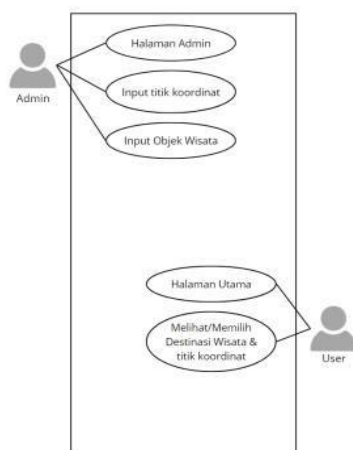 Halaman Admin
Admin
Input titik koordinat
Input Objek Wisata
Halaman Utama
Melihat/Memilih
Destinasi Wisata &
titik koordinat
User